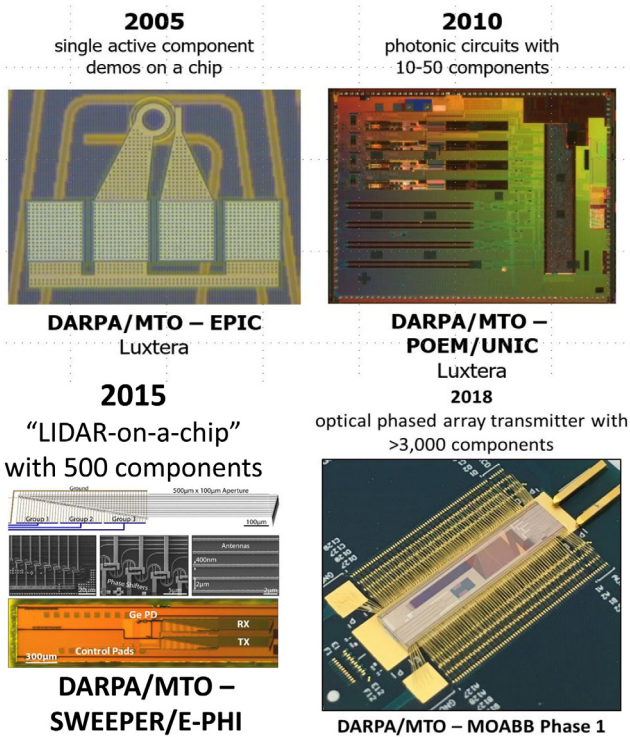 2005
single active component
demos on a chip
DARPA/MTO – EPIC
Luxtera
2010
photonic circuits with
10-50 components
DARPA/MTO –
POEM/UNIC
Luxtera
2015
“LIDAR-on-a-chip”
with 500 components
Ground
500µm x 100µm Aperture
Group 1 Group 2 Group 3
100µm
Phase Shifters
Antennas
400nm
2µm
2µm
Ge PD
RX
TX
Control Pads
300µm
DARPA/MTO –
SWEEPER/E-PHI
2018
optical phased array transmitter with
>3,000 components
DARPA/MTO – MOABB Phase 1